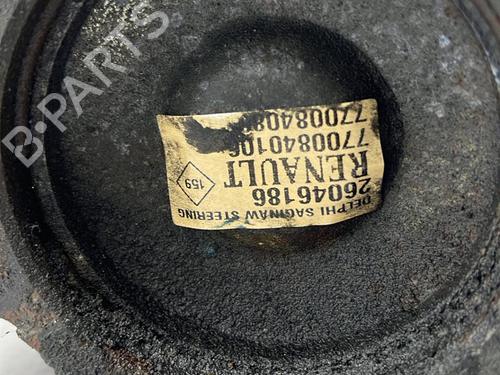 DELPHI SAGINAW STEERING
26046186
RENAULT
7700840106
159
B-PARTS